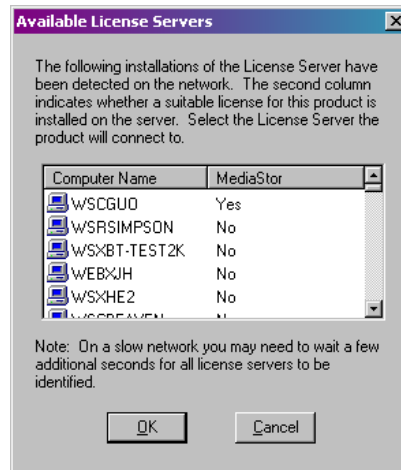 Available License Servers
The following installations of the License Server have
been detected on the network. The second column
indicates whether a suitable license for this product is
installed on the server. Select the License Server the
product will connect to.
Computer Name MediaStor
WSCGUO Yes
WSRSIMPSON No
WSXBT-TEST2K No
WEBXJH No
WSXHE2 No
Note: On a slow network you may need to wait a few
additional seconds for all license servers to be
identified.
OK Cancel